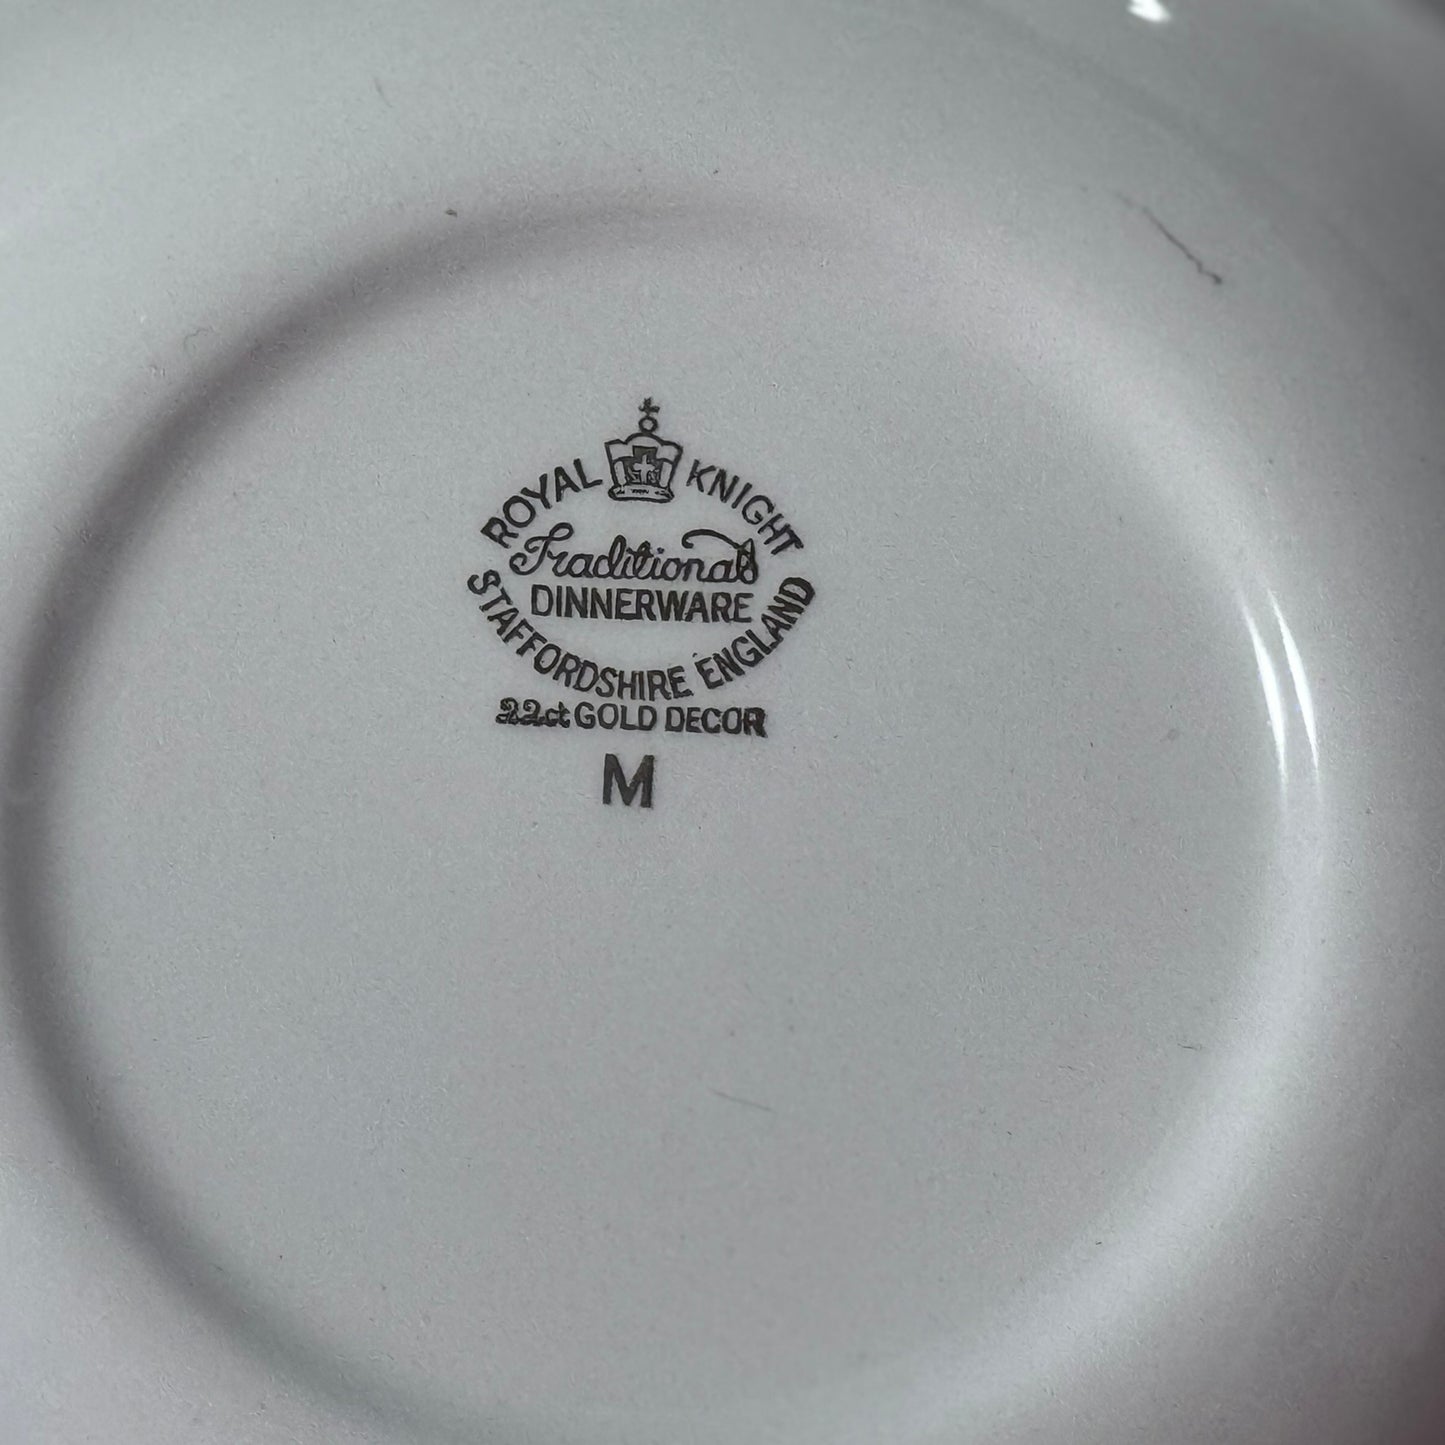 ROYAL KNIGHT
Traditional
DINNERWARE
STAFFORDSHIRE ENGLAND
22ct GOLD DECOR
M